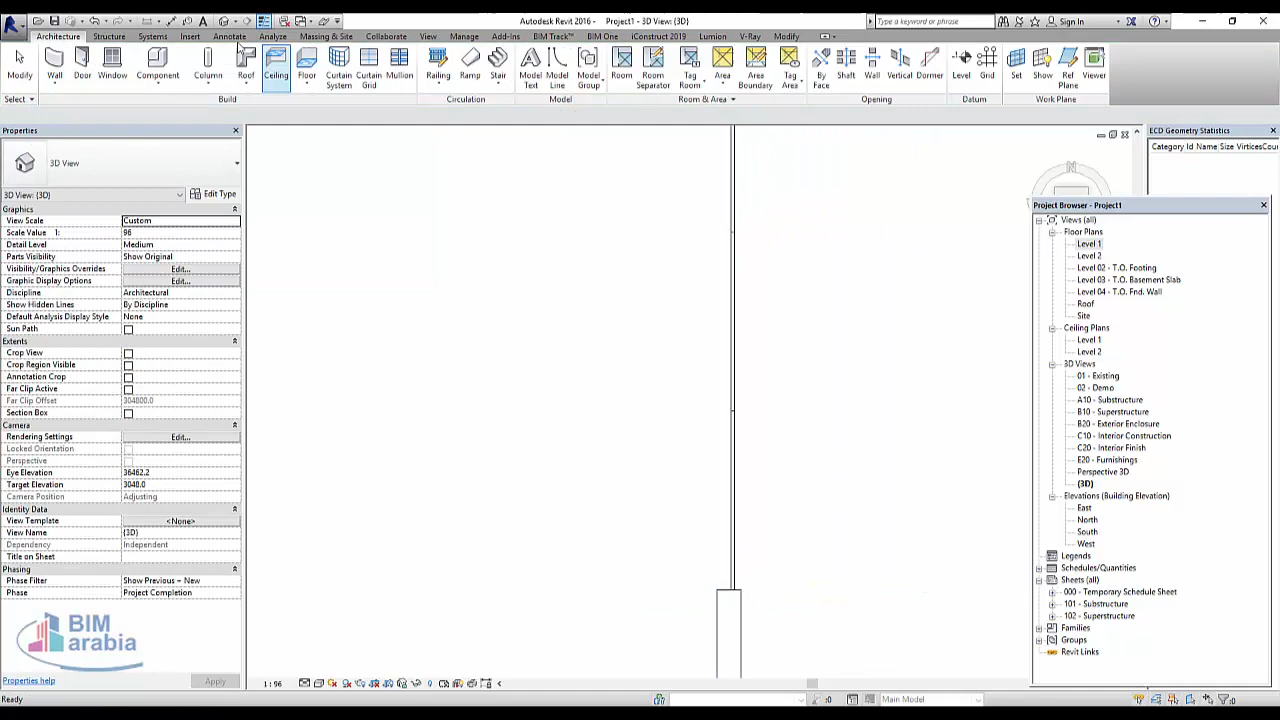 Autodesk Revit 2016 - Project1 - 3D View: {3D}
Type a keyword or phrase
Sign In
Architecture Structure Systems Insert Annotate Analyze Massing & Site Collaborate View Manage Add-Ins BIM Track™ BIM One iConstruct 2019 Lumion V-Ray Modify
Modify Wall Door Window Component Column Roof Ceiling Floor Curtain System Curtain Grid Mullion Railing Ramp Stair Model Text Model Line Model Group Room Room Separator Tag Room Area Area Boundary Tag Area By Face Shaft Wall Vertical Dormer Level Grid Set Show Ref Plane Viewer
Select Build Circulation Model Room & Area Opening Datum Work Plane
Properties
3D View
3D View: {3D}
Edit Type
Graphics
View Scale Custom
Scale Value 1: 96
Detail Level Medium
Parts Visibility Show Original
Visibility/Graphics Overrides Edit...
Graphic Display Options Edit...
Discipline Architectural
Show Hidden Lines By Discipline
Default Analysis Display Style None
Sun Path
Extents
Crop View
Crop Region Visible
Annotation Crop
Far Clip Active
Far Clip Offset 304800.0
Section Box
Camera
Rendering Settings Edit...
Locked Orientation
Perspective
Eye Elevation 36462.2
Target Elevation 3048.0
Camera Position Adjusting
Identity Data
View Template <None>
View Name {3D}
Dependency Independent
Title on Sheet
Phasing
Phase Filter Show Previous + New
Phase Project Completion
BIM
arabia
Properties help
Apply
1 : 96
Ready
:0
Main Model
:0
N
ECD Geometry Statistics
Category Id Name Size VirticesCou
Project Browser - Project1
Views (all)
Floor Plans
Level 1
Level 2
Level 02 - T.O. Footing
Level 03 - T.O. Basement Slab
Level 04 - T.O. Fnd. Wall
Roof
Site
Ceiling Plans
Level 1
Level 2
3D Views
01 - Existing
02 - Demo
A10 - Substructure
B10 - Superstructure
B20 - Exterior Enclosure
C10 - Interior Construction
C20 - Interior Finish
E20 - Furnishings
Perspective 3D
{3D}
Elevations (Building Elevation)
East
North
South
West
Legends
Schedules/Quantities
Sheets (all)
000 - Temporary Schedule Sheet
101 - Substructure
102 - Superstructure
Families
Groups
Revit Links